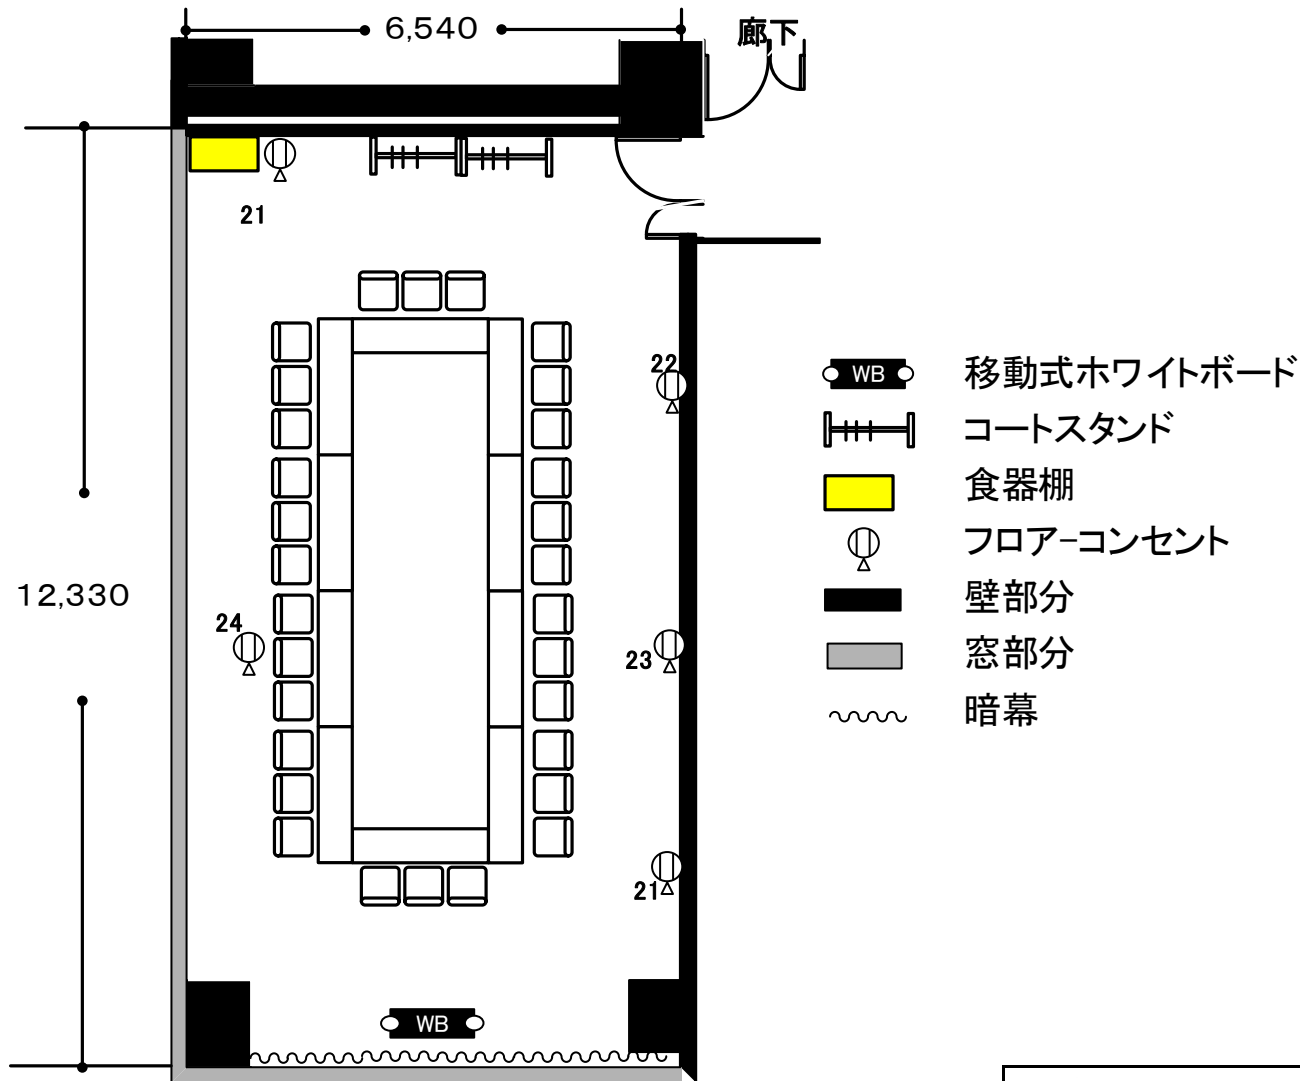 6,540
廊下
21
22
12,330
24
23
21
WB
WB 移動式ホワイトボード
コートスタンド
食器棚
フロアｰコンセント
壁部分
窓部分
暗幕